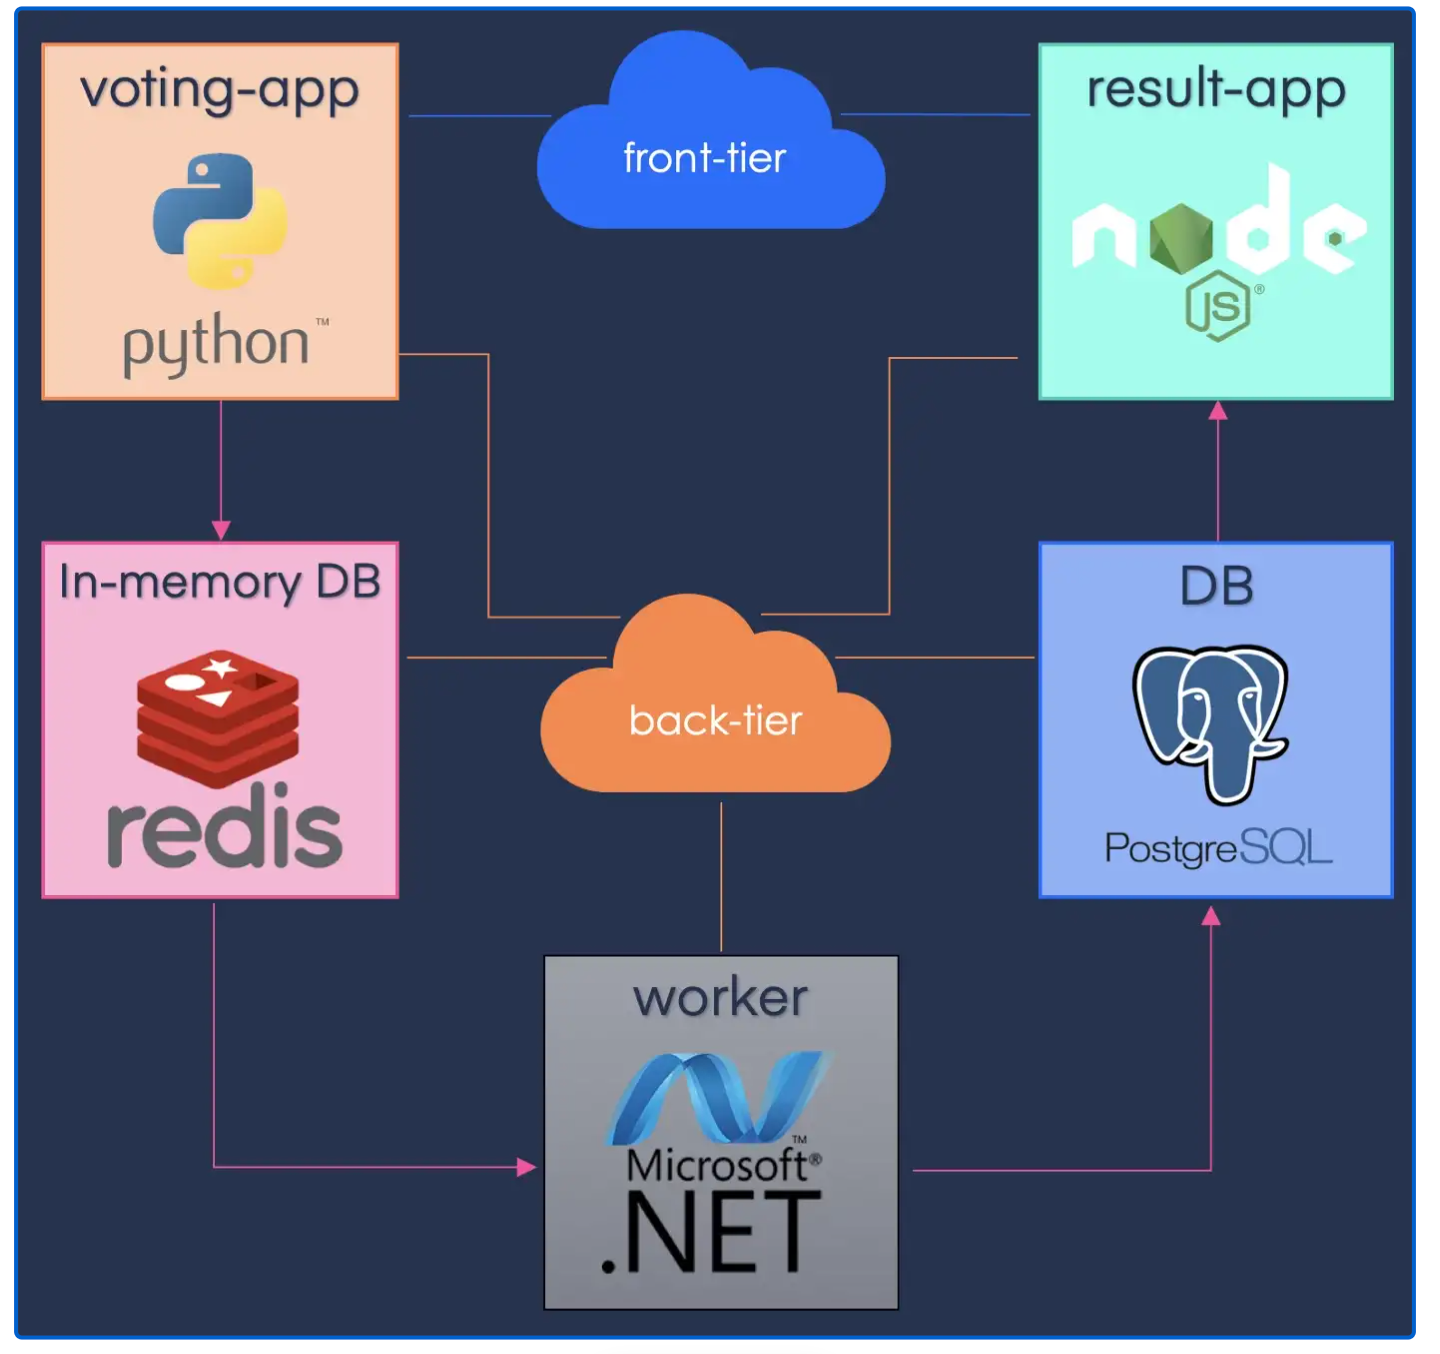 voting-app
python™
front-tier
result-app
node
JS®
In-memory DB
redis
back-tier
DB
PostgreSQL
worker
Microsoft®
™
.NET